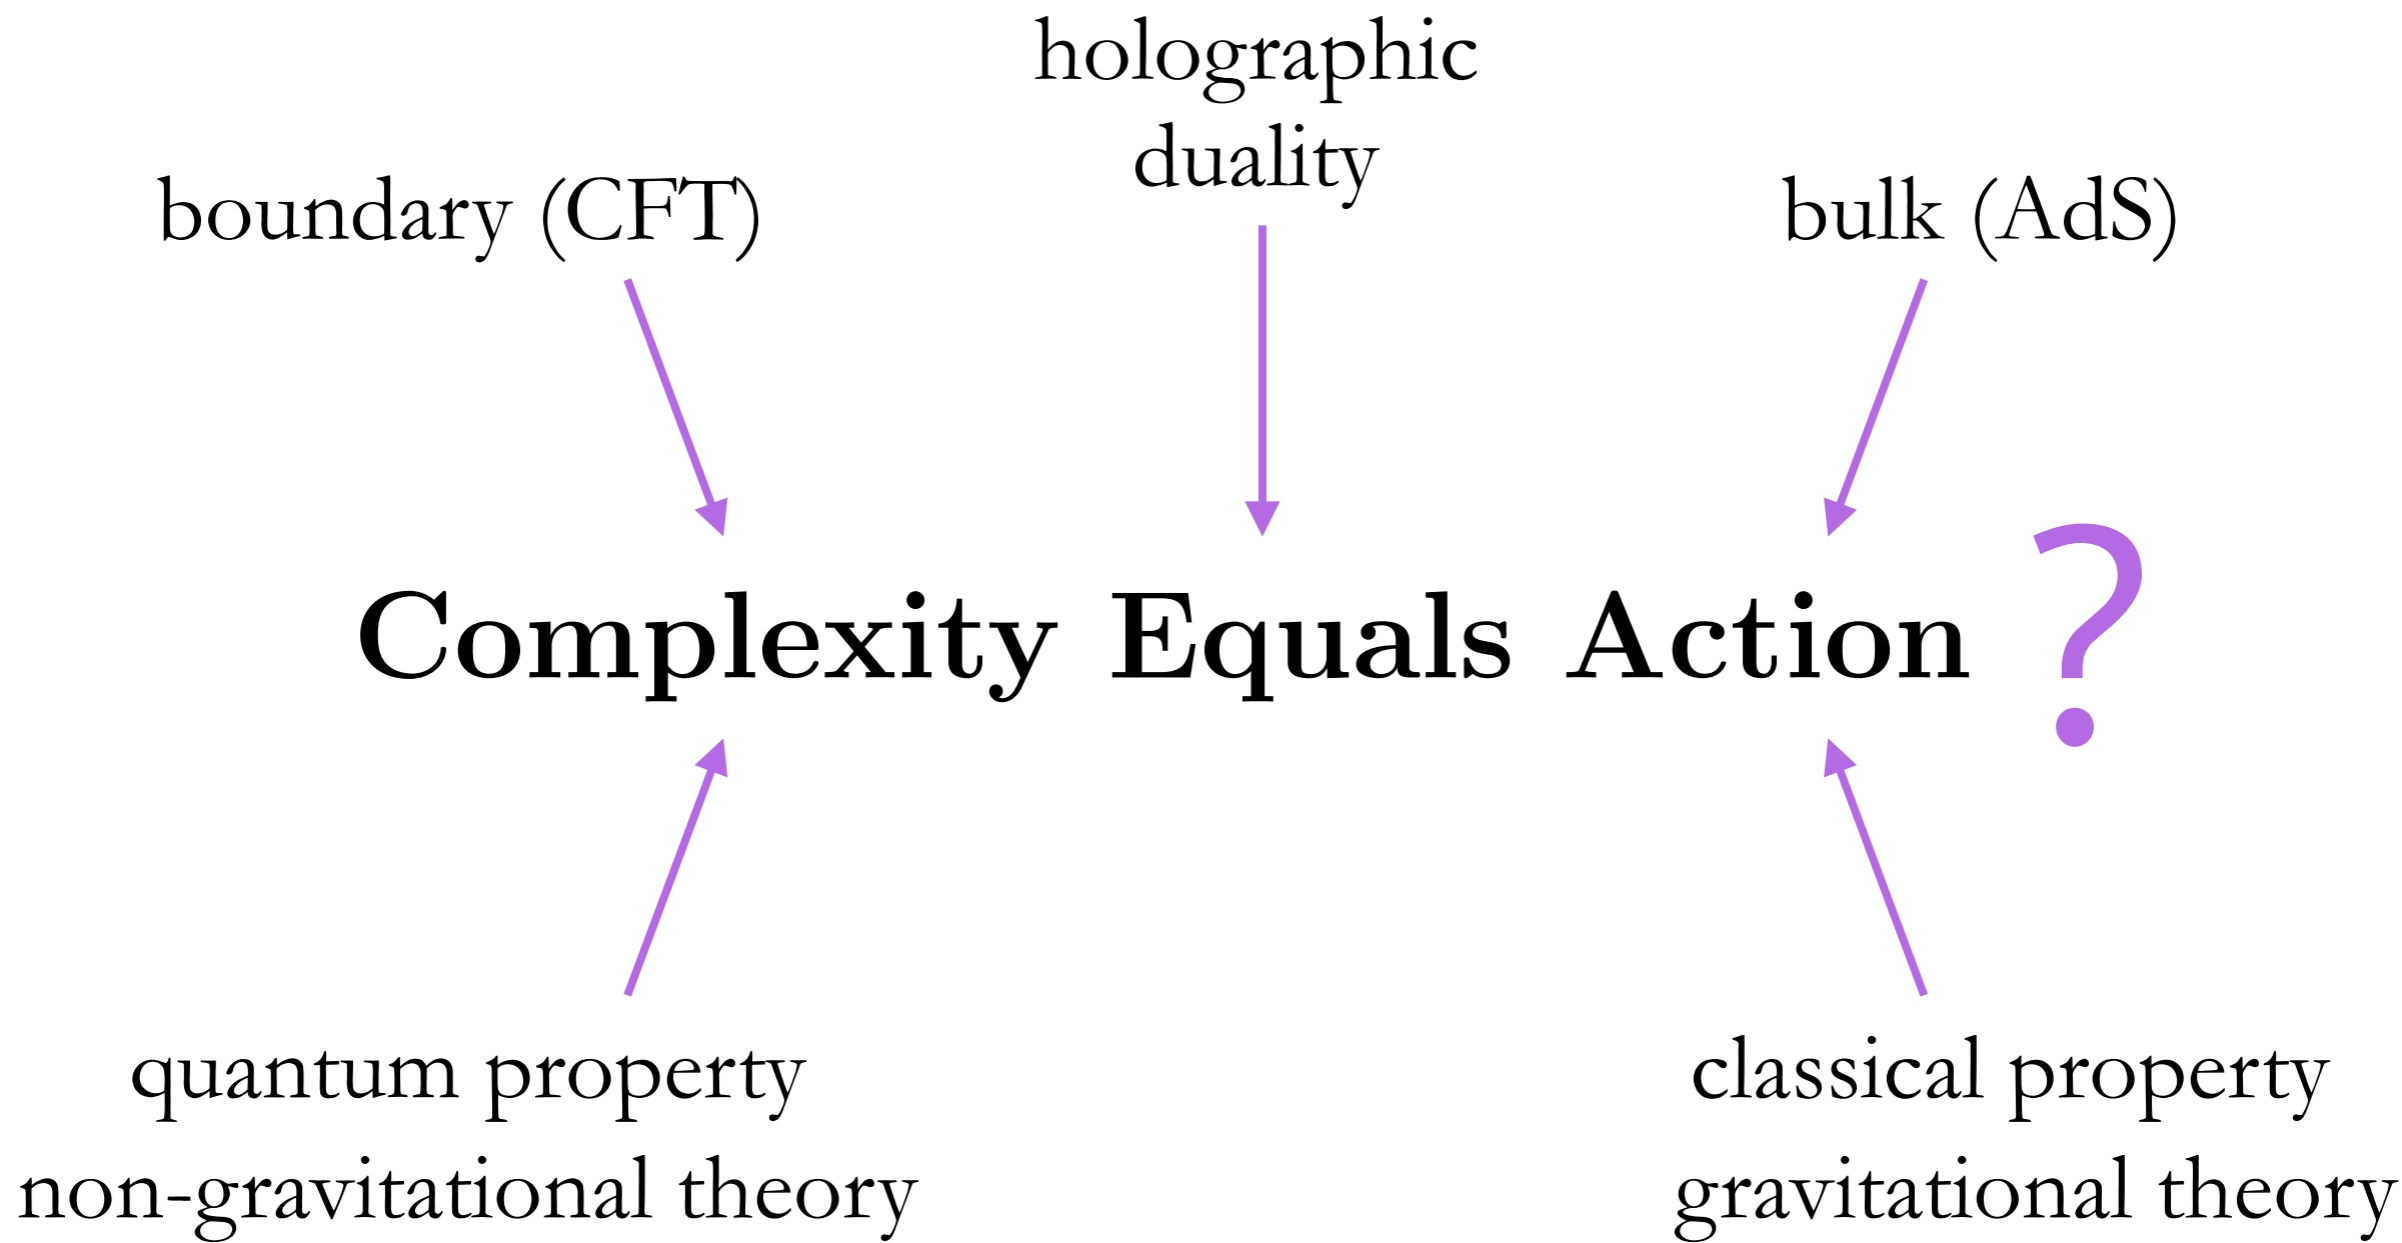 holographic
duality
boundary (CFT)
bulk (AdS)
Complexity Equals Action ?
quantum property
non-gravitational theory
classical property
gravitational theory